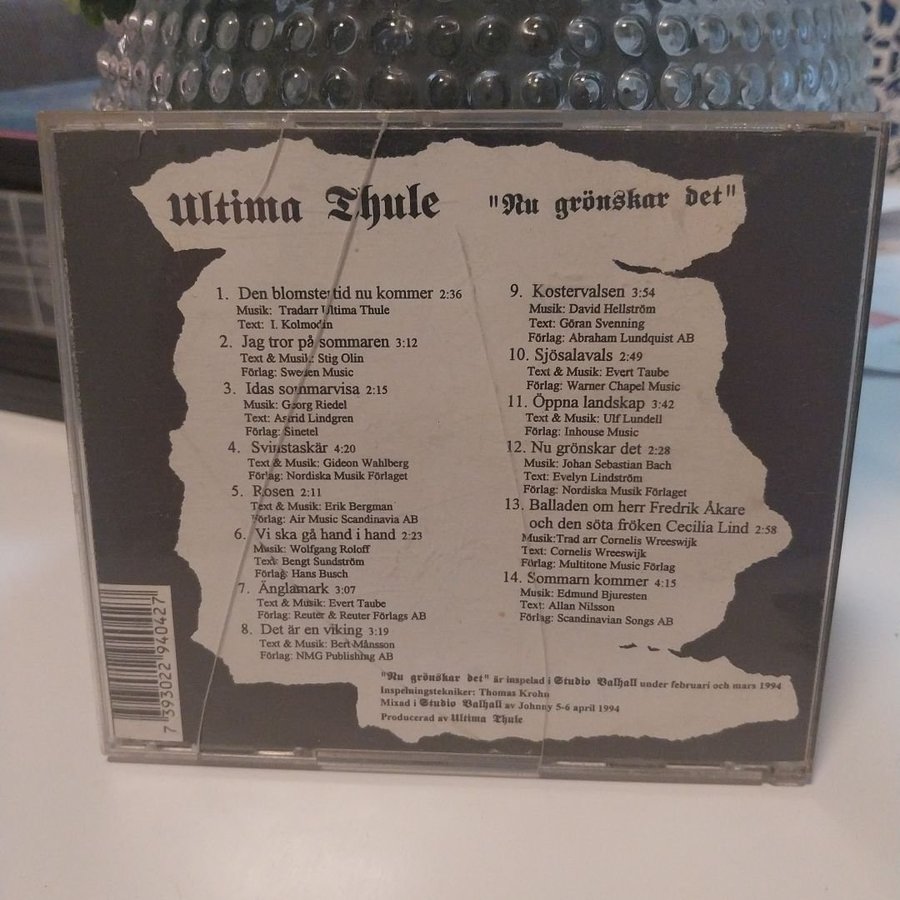 Ultima Thule "Nu grönskar det"
1. Den blomstertid nu kommer 2:36
Musik: Tradarr Ultima Thule
Text: I. Kolmodin
2. Jag tror på sommaren 3:12
Text & Musik: Stig Olin
Förlag: Sweden Music
3. Idas sommarvisa 2:15
Musik: Georg Riedel
Text: Astrid Lindgren
Förlag: Sinetel
4. Svinstaskär 4:20
Text & Musik: Gideon Wahlberg
Förlag: Nordiska Musik Förlaget
5. Rosen 2:11
Text & Musik: Erik Bergman
Förlag: Air Music Scandinavia AB
6. Vi ska gå hand i hand 2:23
Musik: Wolfgang Roloff
Text: Bengt Sundström
Förlag: Hans Busch
7. Änglamark 3:07
Text & Musik: Evert Taube
Förlag: Reuter & Reuter Förlags AB
8. Det är en viking 3:19
Text & Musik: Bert Månsson
Förlag: NMG Publishing AB
9. Kostervalsen 3:54
Musik: David Hellström
Text: Göran Svenning
Förlag: Abraham Lundquist AB
10. Sjösalavals 2:49
Text & Musik: Evert Taube
Förlag: Warner Chapel Music
11. Öppna landskap 3:42
Text & Musik: Ulf Lundell
Förlag: Inhouse Music
12. Nu grönskar det 2:28
Musik: Johan Sebastian Bach
Text: Evelyn Lindström
Förlag: Nordiska Musik Förlaget
13. Balladen om herr Fredrik Åkare
och den söta fröken Cecilia Lind 2:58
Musik:Trad arr Cornelis Wreeswijk
Text: Cornelis Wreeswijk
Förlag: Multitone Music Förlag
14. Sommarn kommer 4:15
Musik: Edmund Bjuresten
Text: Allan Nilsson
Förlag: Scandinavian Songs AB
"Nu grönskar det" är inspelad i Studio Valhall under februari och mars 1994
Inspelningstekniker: Thomas Krohn
Mixad i Studio Valhall av Johnny 5-6 april 1994
Producerad av Ultima Thule
7 393022 940427